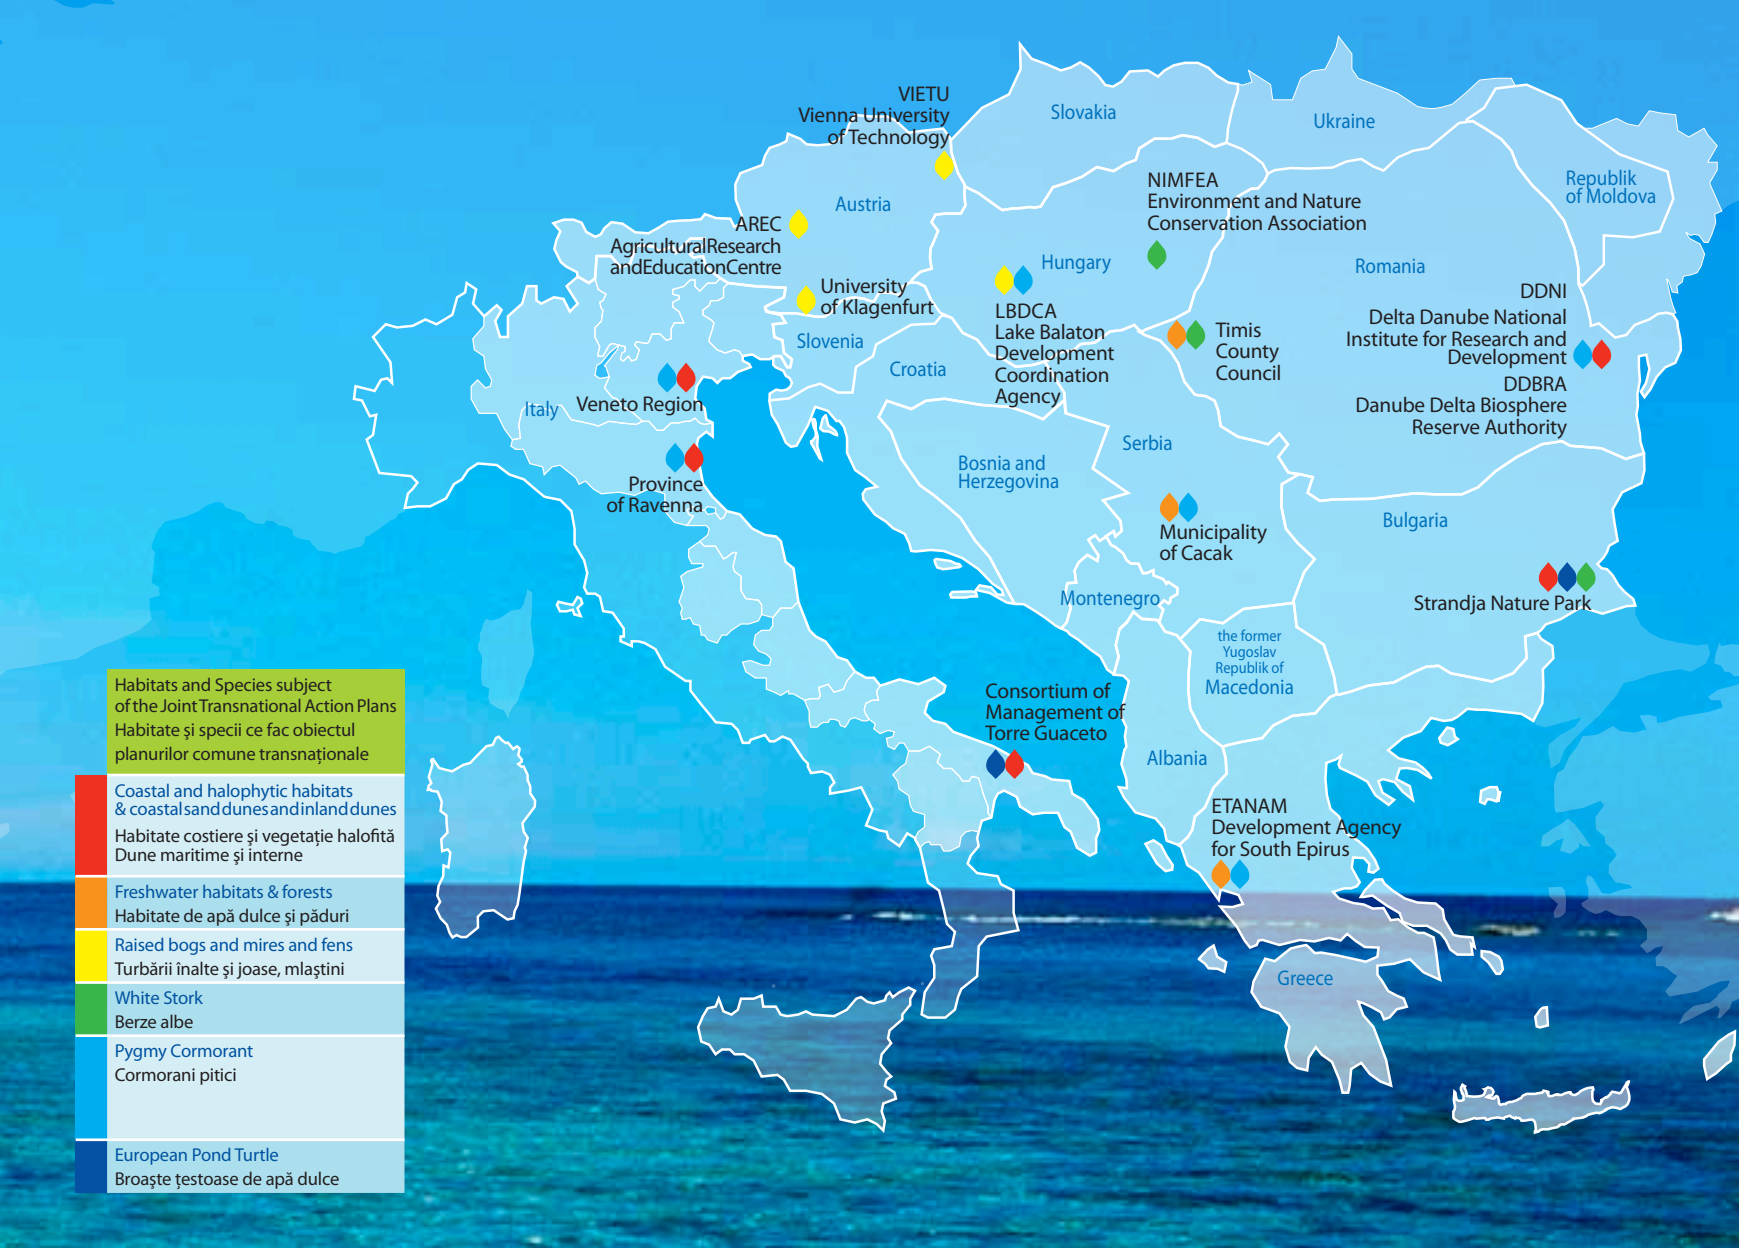 VIETU
Vienna University
of Technology
Slovakia
Ukraine
Republik
of Moldova
NIMFEA
Environment and Nature
Conservation Association
Austria
AREC
AgriculturalResearch
andEducationCentre
Hungary
Romania
University
of Klagenfurt
LBDCA
Lake Balaton
Development
Coordination
Agency
DDNI
Delta Danube National
Institute for Research and
Development
DDBRA
Danube Delta Biosphere
Reserve Authority
Timis
County
Council
Slovenia
Croatia
Italy
Veneto Region
Serbia
Bosnia and
Herzegovina
Province
of Ravenna
Municipality
of Cacak
Bulgaria
Strandja Nature Park
Montenegro
the former
Yugoslav
Republik of
Macedonia
Consortium of
Management of
Torre Guaceto
Albania
ETANAM
Development Agency
for South Epirus
Greece
Habitats and Species subject
of the Joint Transnational Action Plans
Habitate şi specii ce fac obiectul
planurilor comune transnaţionale
Coastal and halophytic habitats
& coastal sand dunes and inland dunes
Habitate costiere şi vegetaţie halofită
Dune maritime şi interne
Freshwater habitats & forests
Habitate de apă dulce şi păduri
Raised bogs and mires and fens
Turbării înalte şi joase, mlaştini
White Stork
Berze albe
Pygmy Cormorant
Cormorani pitici
European Pond Turtle
Broaşte ţestoase de apă dulce